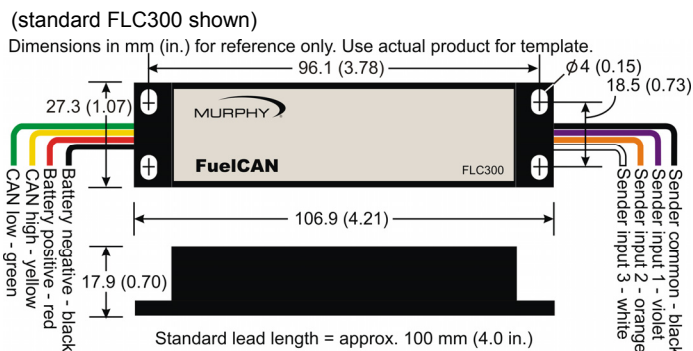 (standard FLC300 shown)
Dimensions in mm (in.) for reference only. Use actual product for template.
96.1 (3.78)
Ø4 (0.15)
18.5 (0.73)
27.3 (1.07)
MURPHY
FuelCAN
FLC300
CAN low - green
CAN high - yellow
Battery positive - red
Battery negative - black
Sender input 3 - white
Sender input 2 - orange
Sender input 1 - violet
Sender common - black
106.9 (4.21)
17.9 (0.70)
Standard lead length = approx. 100 mm (4.0 in.)